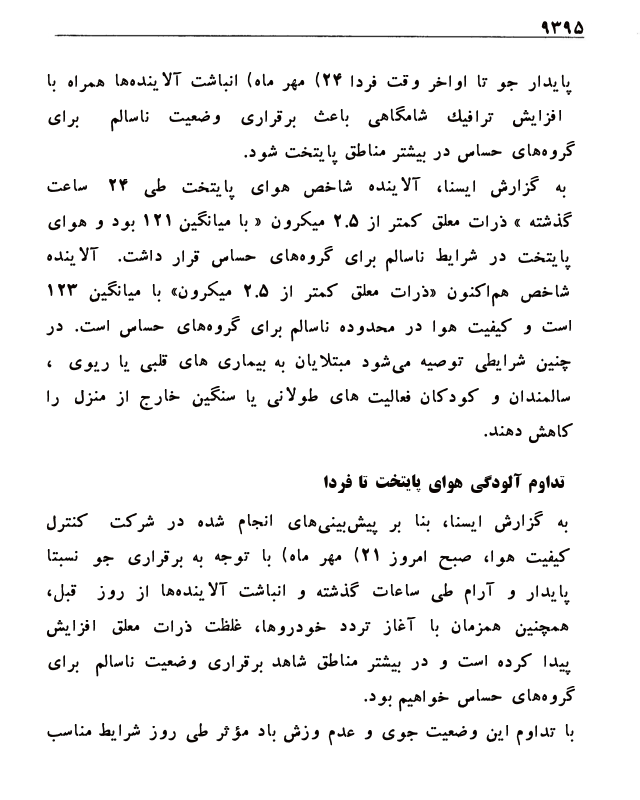 ۹۳۹۵
پایدار جو تا اواخر وقت فردا ۲۴) مهر ماه) انباشت آلاینده‌ها همراه با
افزایش ترافیك شامگاهی باعث برقراری وضعیت ناسالم برای
گروه‌های حساس در بیشتر مناطق پایتخت شود.
به گزارش ایسنا، آلاینده شاخص هوای پایتخت طی ۲۴ ساعت
گذشته » ذرات معلق کمتر از ۲.۵ میکرون « با میانگین ۱۲۱ بود و هوای
پایتخت در شرایط ناسالم برای گروه‌های حساس قرار داشت. آلاینده
شاخص هم‌اکنون «ذرات معلق کمتر از ۲.۵ میکرون» با میانگین ۱۲۳
است و کیفیت هوا در محدوده ناسالم برای گروه‌های حساس است. در
چنین شرایطی توصیه می‌شود مبتلایان به بیماری های قلبی یا ریوی ،
سالمندان و کودکان فعالیت های طولانی یا سنگین خارج از منزل را
کاهش دهند.
تداوم آلودگی هوای پایتخت تا فردا
به گزارش ایسنا، بنا بر پیش‌بینی‌های انجام شده در شرکت کنترل
کیفیت هوا، صبح امروز ۲۱) مهر ماه) با توجه به برقراری جو نسبتا
پایدار و آرام طی ساعات گذشته و انباشت آلاینده‌ها از روز قبل،
همچنین همزمان با آغاز تردد خودروها، غلظت ذرات معلق افزایش
پیدا کرده است و در بیشتر مناطق شاهد برقراری وضعیت ناسالم برای
گروه‌های حساس خواهیم بود.
با تداوم این وضعیت جوی و عدم وزش باد مؤثر طی روز شرایط مناسب